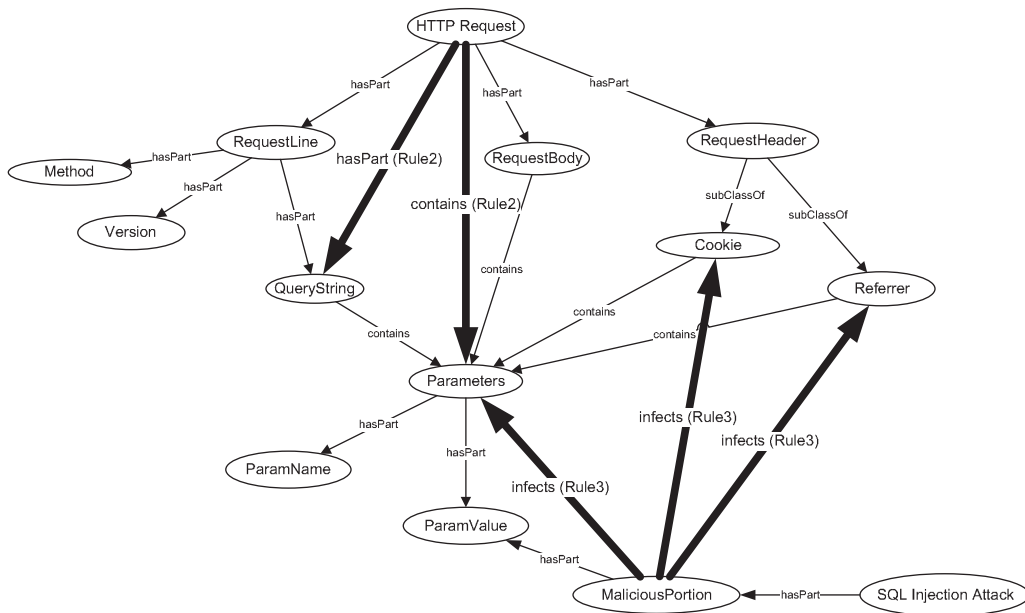 HTTP Request
hasPart
hasPart
hasPart
RequestLine
RequestHeader
hasPart
Method
hasPart (Rule2)
RequestBody
hasPart
subClassOf
contains (Rule2)
hasPart
subClassOf
Version
Cookie
contains
QueryString
Referrer
contains
contains
contains
Parameters
hasPart
infects (Rule3)
infects (Rule3)
hasPart
ParamName
infects (Rule3)
ParamValue
hasPart
MaliciousPortion
hasPart
SQL Injection Attack